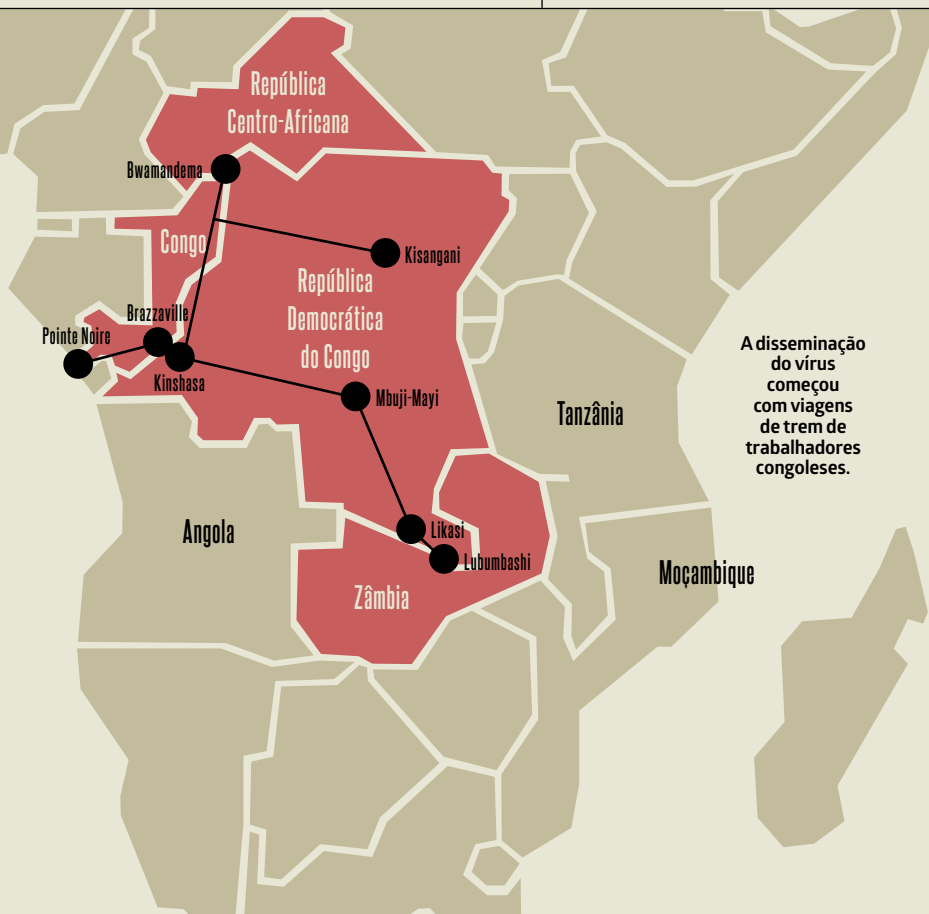 República
Centro-Africana
Bwamandema
Congo
Kisangani
República
Democrática
do Congo
Brazzaville
Pointe Noire
Kinshasa
Mbuji-Mayi
A disseminação
do vírus
começou
com viagens
de trem de
trabalhadores
congoleses.
Tanzânia
Angola
Likasi
Lubumbashi
Moçambique
Zâmbia